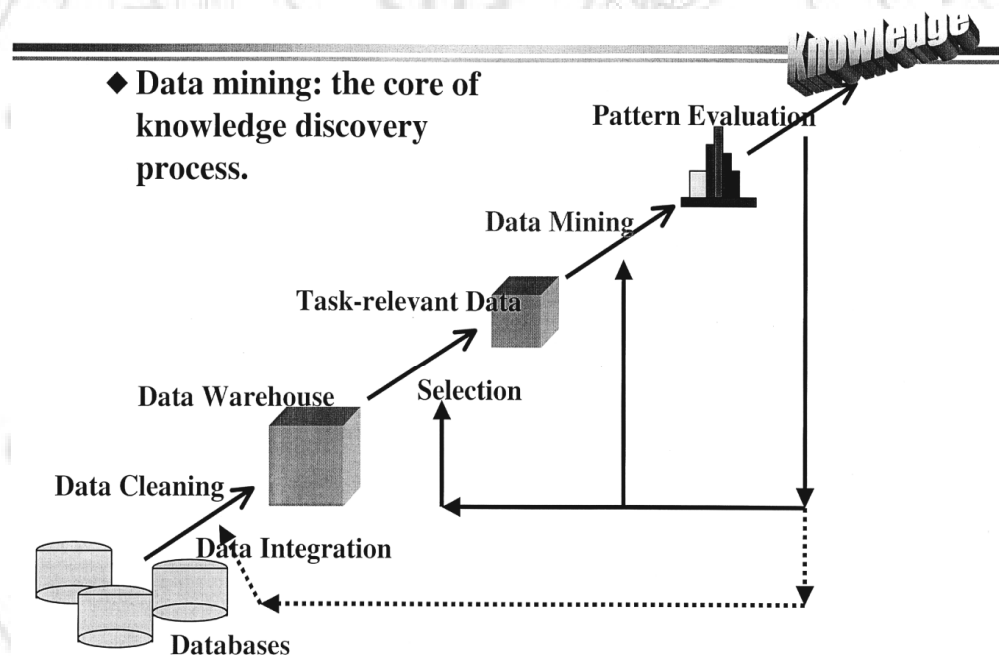 Knowledge
◆ Data mining: the core of
knowledge discovery
process.
Pattern Evaluation
Data Mining
Task-relevant Data
Data Warehouse
Selection
Data Cleaning
Data Integration
Databases